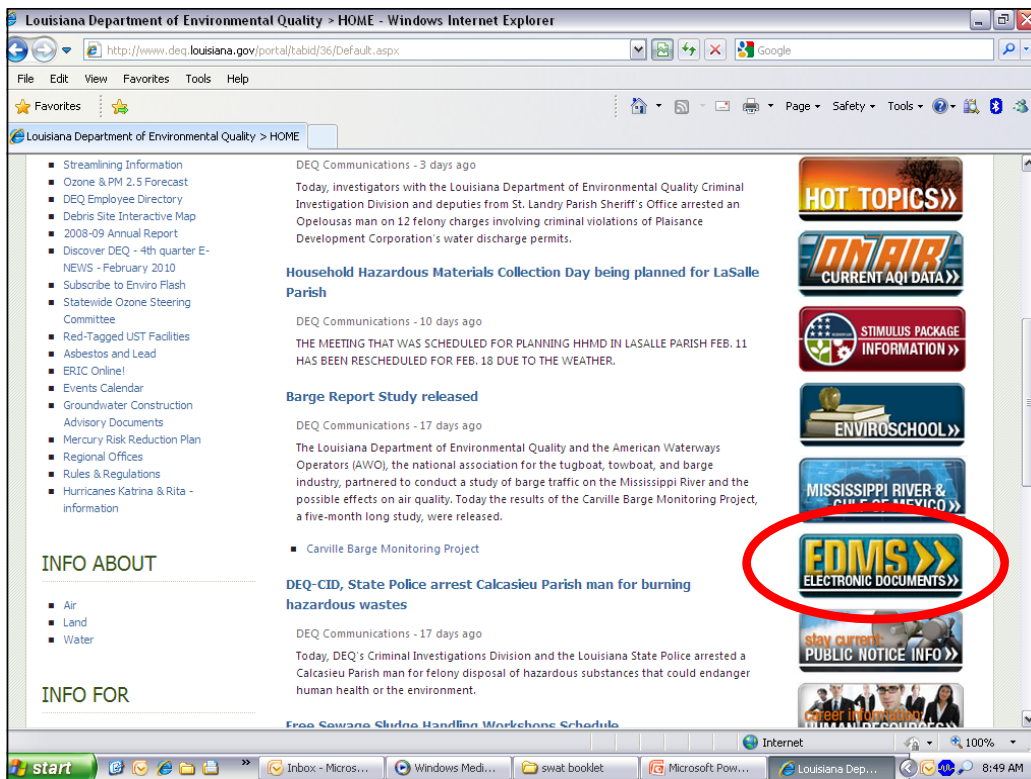 Louisiana Department of Environmental Quality > HOME - Windows Internet Explorer
http://www.deq.louisiana.gov/portal/tabid/36/Default.aspx
Google
File Edit View Favorites Tools Help
Favorites
Page Safety Tools
Louisiana Department of Environmental Quality > HOME
Streamlining Information
Ozone & PM 2.5 Forecast
DEQ Employee Directory
Debris Site Interactive Map
2008-09 Annual Report
Discover DEQ - 4th quarter E-
NEWS - February 2010
Subscribe to Enviro Flash
Statewide Ozone Steering
Committee
Red-Tagged UST Facilities
Asbestos and Lead
ERIC Online!
Events Calendar
Groundwater Construction
Advisory Documents
Mercury Risk Reduction Plan
Regional Offices
Rules & Regulations
Hurricanes Katrina & Rita -
information
INFO ABOUT
Air
Land
Water
INFO FOR
DEQ Communications - 3 days ago
Today, investigators with the Louisiana Department of Environmental Quality Criminal
Investigation Division and deputies from St. Landry Parish Sheriff's Office arrested an
Opelousas man on 12 felony charges involving criminal violations of Plaisance
Development Corporation's water discharge permits.
Household Hazardous Materials Collection Day being planned for LaSalle
Parish
DEQ Communications - 10 days ago
THE MEETING THAT WAS SCHEDULED FOR PLANNING HHMD IN LASALLE PARISH FEB. 11
HAS BEEN RESCHEDULED FOR FEB. 18 DUE TO THE WEATHER.
Barge Report Study released
DEQ Communications - 17 days ago
The Louisiana Department of Environmental Quality and the American Waterways
Operators (AWO), the national association for the tugboat, towboat, and barge
industry, partnered to conduct a study of barge traffic on the Mississippi River and the
possible effects on air quality. Today the results of the Carville Barge Monitoring Project,
a five-month long study, were released.
Carville Barge Monitoring Project
DEQ-CID, State Police arrest Calcasieu Parish man for burning
hazardous wastes
DEQ Communications - 17 days ago
Today, DEQ's Criminal Investigations Division and the Louisiana State Police arrested a
Calcasieu Parish man for felony disposal of hazardous substances that could endanger
human health or the environment.
Free Sewage Sludge Handling Workshops Schedule
HOT TOPICS»
ON AIR
CURRENT AQI DATA»
STIMULUS PACKAGE
INFORMATION»
ENVIROSCHOOL»
MISSISSIPPI RIVER &
GULF OF MEXICO»
EDMS»
ELECTRONIC DOCUMENTS»
stay current:
PUBLIC NOTICE INFO»
career information:
HUMAN RESOURCES»
Internet
100%
start
Inbox - Micros...
Windows Medi...
swat booklet
Microsoft Pow...
Louisiana Dep...
8:49 AM